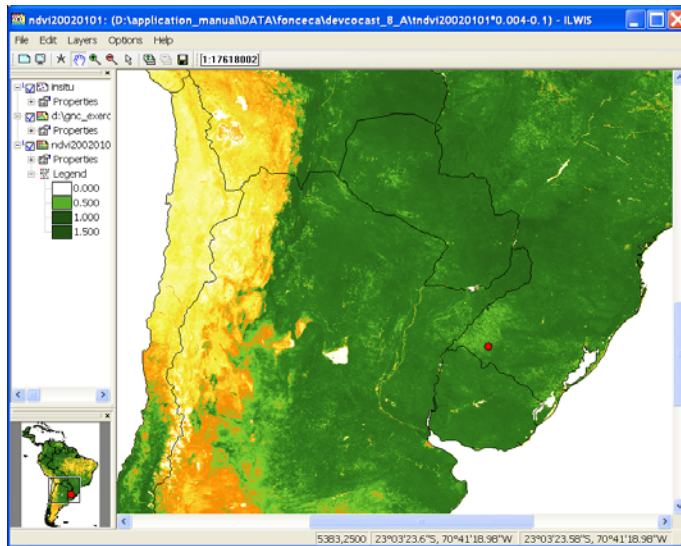 ndvi20020101: (D:\application_manual\DATA\fonceca\devcocast_8_A\tndvi20020101*0.004-0.1) - ILWIS
File Edit Layers Options Help
1:17618002
insitu
Properties
d:\gnc_exerc
Properties
ndvi2002010
Properties
Legend
0.000
0.500
1.000
1.500
5383,2500 23°03'23.6"S, 70°41'18.98"W 23°03'23.58"S, 70°41'18.98"W